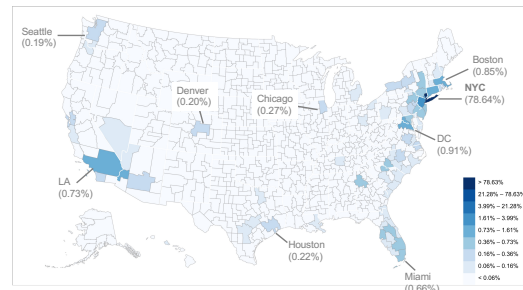 Seattle
(0.19%)
Denver
(0.20%)
Chicago
(0.27%)
Boston
(0.85%)
NYC
(78.64%)
DC
(0.91%)
LA
(0.73%)
Houston
(0.22%)
Miami
(0.66%)
> 78.63%
21.28% – 78.63%
3.99% – 21.28%
1.61% – 3.99%
0.73% – 1.61%
0.36% – 0.73%
0.16% – 0.36%
0.06% – 0.16%
< 0.06%